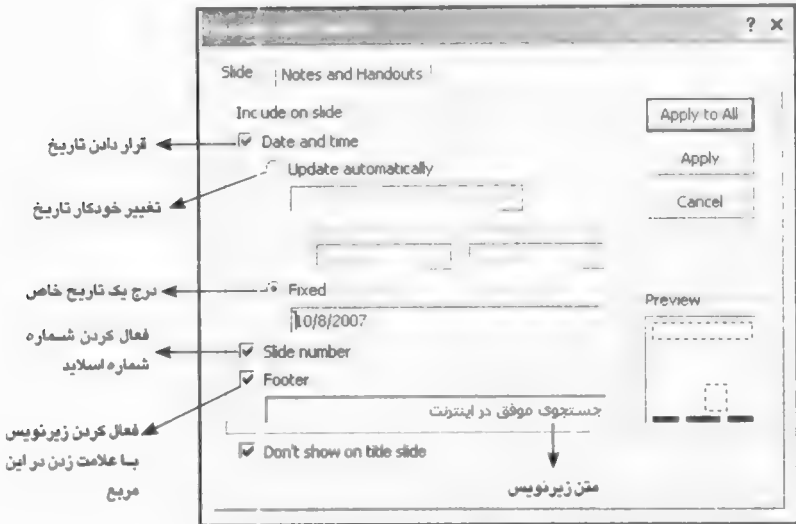 ? ×
Slide Notes and Handouts
Include on slide
Apply to All
قرار دادن تاریخ
Date and time
Update automatically
Apply
تغییر خودکار تاریخ
Cancel
درج یک تاریخ خاص
Fixed
Preview
10/8/2007
فعال کردن شماره
شماره اسلاید
Slide number
Footer
جستجوی موفق در اینترنت
فعال کردن زیرنویس
با علامت زدن در این
مربع
Don't show on title slide
متن زیرنویس